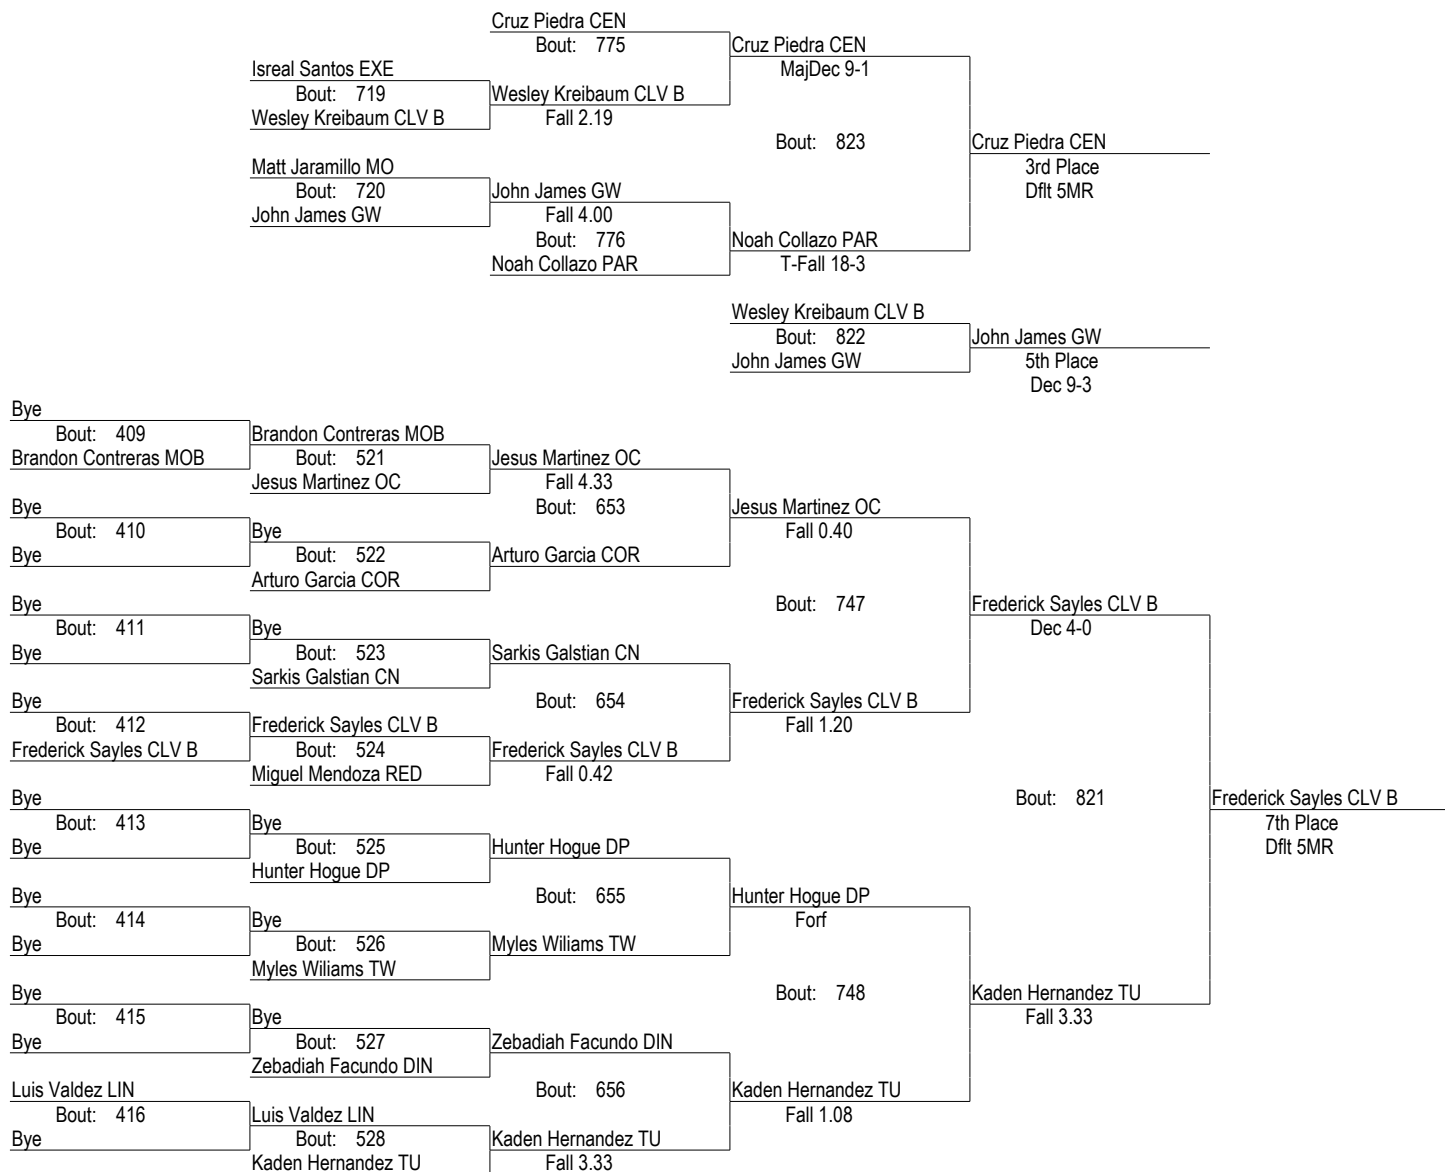 Cruz Piedra CEN
Bout: 775 Cruz Piedra CEN
Isreal Santos EXE MajDec 9-1
Bout: 719 Wesley Kreibaum CLV B
Wesley Kreibaum CLV B Fall 2.19
Bout: 823 Cruz Piedra CEN
Matt Jaramillo MO 3rd Place
Bout: 720 John James GW Dflt 5MR
John James GW Fall 4.00
Bout: 776 Noah Collazo PAR
Noah Collazo PAR T-Fall 18-3
Wesley Kreibaum CLV B
Bout: 822 John James GW
John James GW 5th Place
Dec 9-3
Bye
Bout: 409 Brandon Contreras MOB
Brandon Contreras MOB Bout: 521 Jesus Martinez OC
Jesus Martinez OC Fall 4.33
Bye Bout: 653 Jesus Martinez OC
Bout: 410 Bye Fall 0.40
Bye Bout: 522 Arturo Garcia COR
Arturo Garcia COR
Bye Bout: 747 Frederick Sayles CLV B
Bout: 411 Bye Dec 4-0
Bye Bout: 523 Sarkis Galstian CN
Sarkis Galstian CN
Bye Bout: 654 Frederick Sayles CLV B
Bout: 412 Frederick Sayles CLV B Fall 1.20
Frederick Sayles CLV B Bout: 524 Frederick Sayles CLV B
Miguel Mendoza RED Fall 0.42
Bye Bout: 821 Frederick Sayles CLV B
Bout: 413 Bye 7th Place
Bye Bout: 525 Hunter Hogue DP Dflt 5MR
Hunter Hogue DP
Bye Bout: 655 Hunter Hogue DP
Bout: 414 Bye Forf
Bye Bout: 526 Myles Wiliams TW
Myles Wiliams TW
Bye Bout: 748 Kaden Hernandez TU
Bout: 415 Bye Fall 3.33
Bye Bout: 527 Zebadiah Facundo DIN
Zebadiah Facundo DIN
Luis Valdez LIN Bout: 656 Kaden Hernandez TU
Bout: 416 Luis Valdez LIN Fall 1.08
Bye Bout: 528 Kaden Hernandez TU
Kaden Hernandez TU Fall 3.33